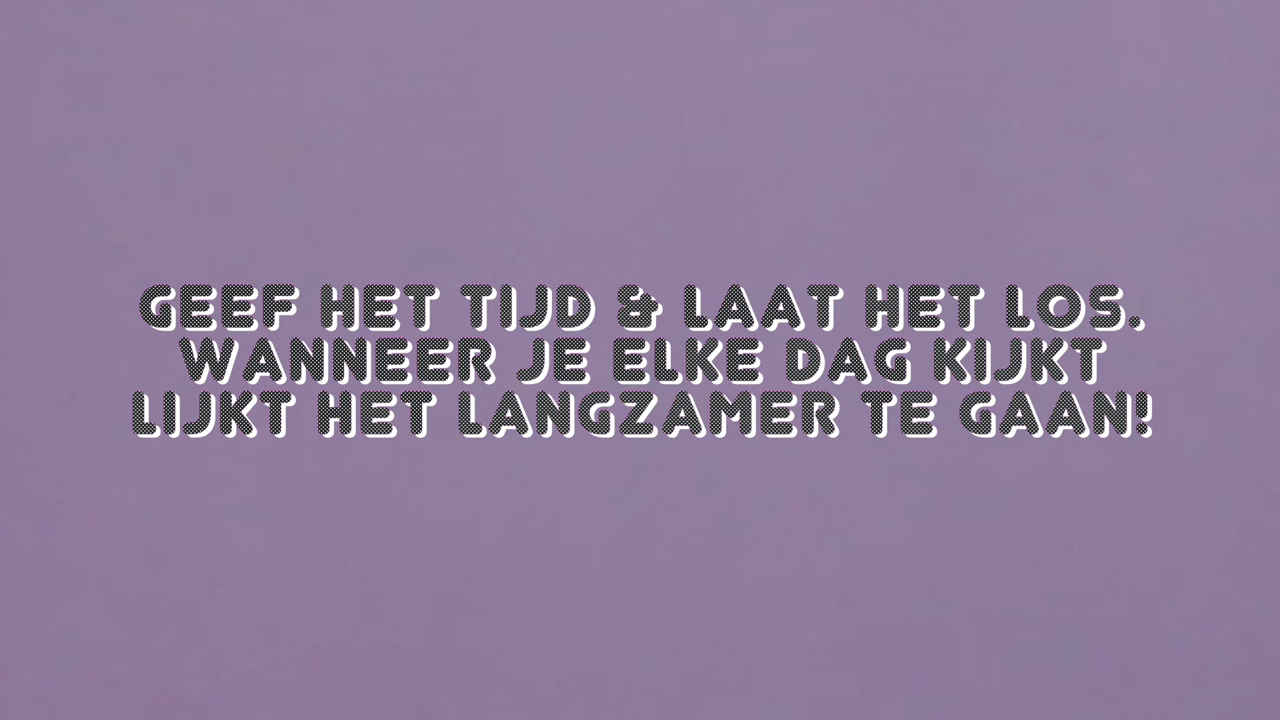 GEEF HET TIJD & LAAT HET LOS.
WANNEER JE ELKE DAG KIJKT
LIJKT HET LANGZAMER TE GAAN!